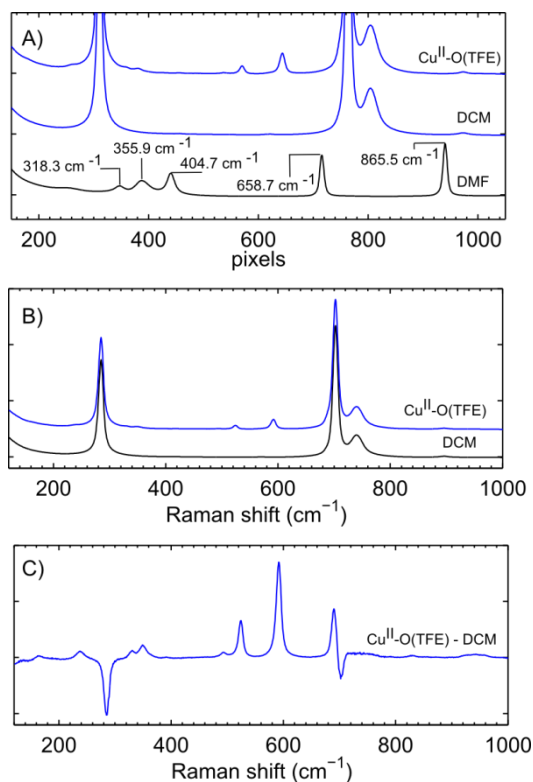 A)
Cu^II-O(TFE)
DCM
318.3 cm⁻¹
355.9 cm⁻¹
404.7 cm⁻¹
658.7 cm⁻¹
865.5 cm⁻¹
DMF
200 400 600 800 1000
pixels
B)
Cu^II-O(TFE)
DCM
200 400 600 800 1000
Raman shift (cm⁻¹)
C)
Cu^II-O(TFE) - DCM
200 400 600 800 1000
Raman shift (cm⁻¹)